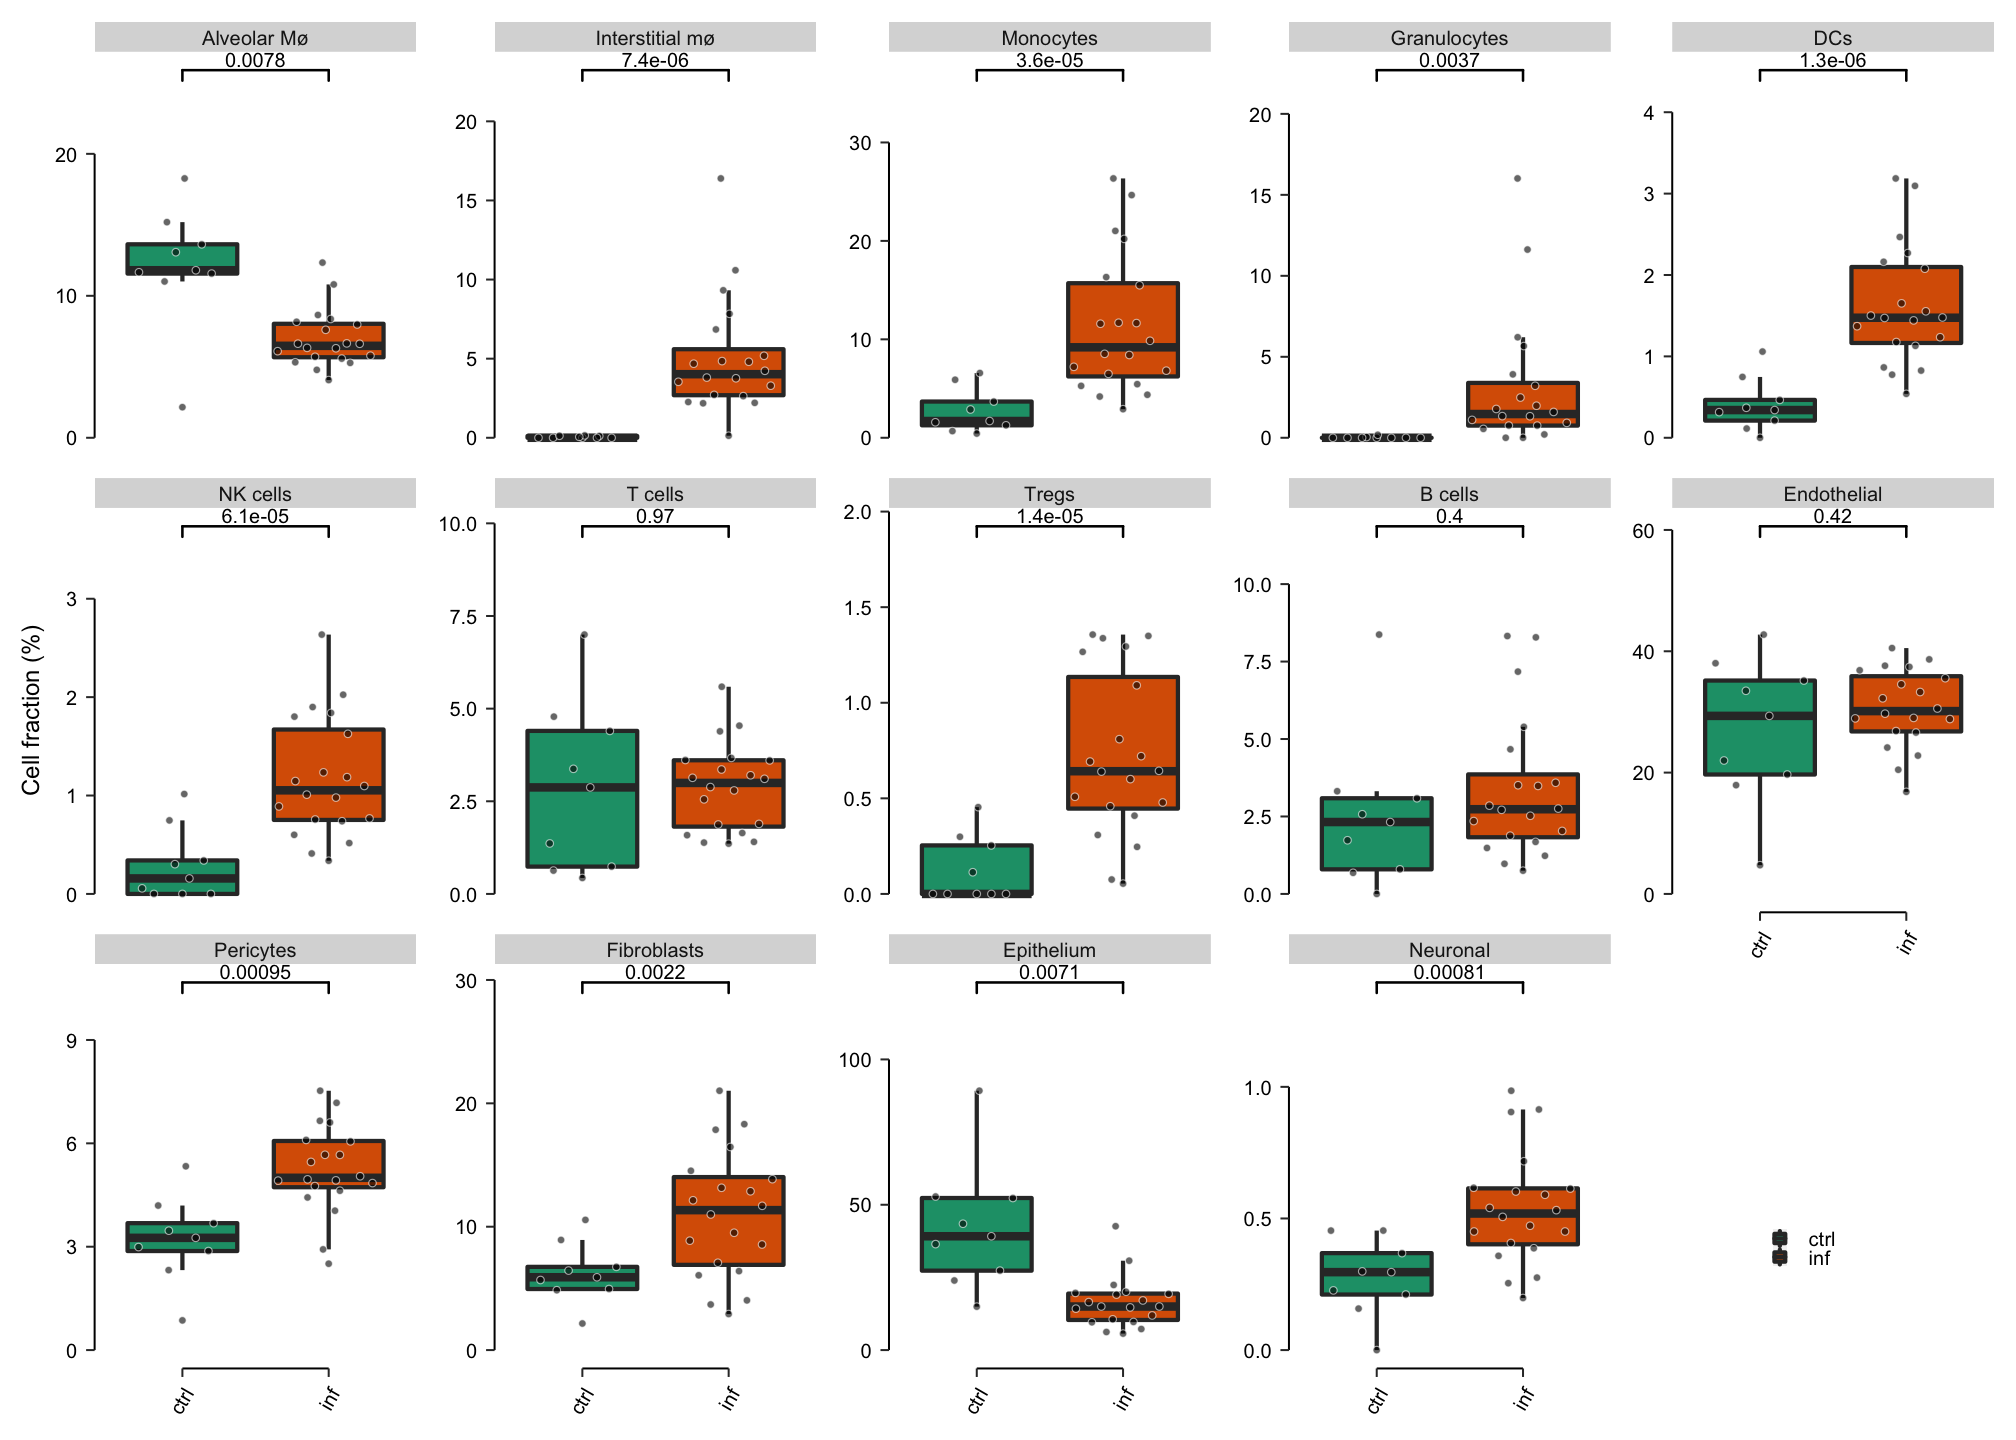 Alveolar Mø
0.0078
20
10
0
Interstitial mø
7.4e-06
20
15
10
5
0
Monocytes
3.6e-05
30
20
10
0
Granulocytes
0.0037
20
15
10
5
0
DCs
1.3e-06
4
3
2
1
0
Cell fraction (%)
NK cells
6.1e-05
3
2
1
0
T cells
0.97
10.0
7.5
5.0
2.5
0.0
Tregs
1.4e-05
2.0
1.5
1.0
0.5
0.0
B cells
0.4
10.0
7.5
5.0
2.5
0.0
Endothelial
0.42
60
40
20
0
ctrl
inf
Pericytes
0.00095
9
6
3
0
ctrl
inf
Fibroblasts
0.0022
30
20
10
0
ctrl
inf
Epithelium
0.0071
100
50
0
ctrl
inf
Neuronal
0.00081
1.0
0.5
0.0
ctrl
inf
ctrl
inf